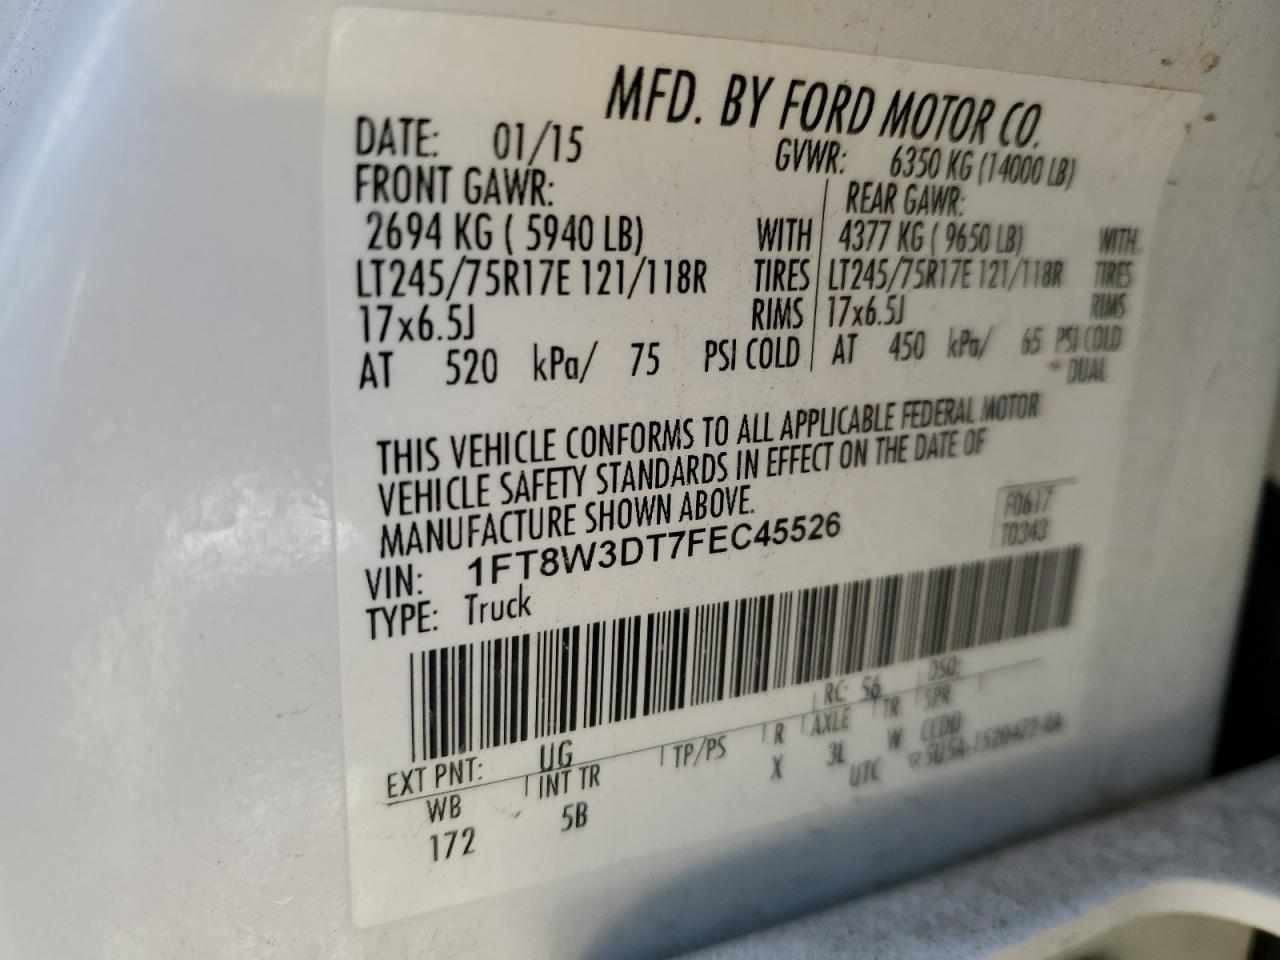 MFD. BY FORD MOTOR CO.
DATE: 01/15 GVWR: 6350 KG (14000 LB)
FRONT GAWR: REAR GAWR:
2694 KG ( 5940 LB) WITH 4377 KG ( 9650 LB) WITH
LT245/75R17E 121/118R TIRES LT245/75R17E 121/118R TIRES
17x6.5J RIMS 17x6.5J RIMS
AT 520 kPa/ 75 PSI COLD AT 450 kPa/ 65 PSI COLD
DUAL
THIS VEHICLE CONFORMS TO ALL APPLICABLE FEDERAL MOTOR
VEHICLE SAFETY STANDARDS IN EFFECT ON THE DATE OF
MANUFACTURE SHOWN ABOVE.
F0617
T0343
VIN: 1FT8W3DT7FEC45526
TYPE: Truck
EXT PNT: UG RC: 56 DSO:
WB INT TR TP/PS R AXLE TR SPR
172 5B X 3L W CCDD
UTC